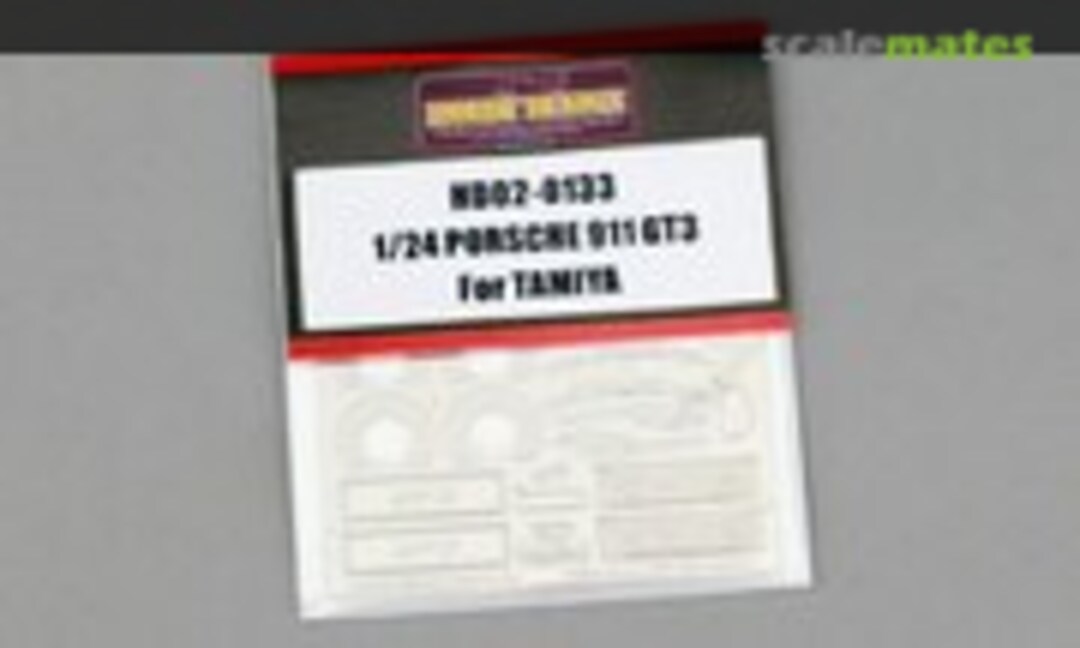 scalemates
HD02-0133
1/24 PORSCHE 911 GT3
For TAMIYA